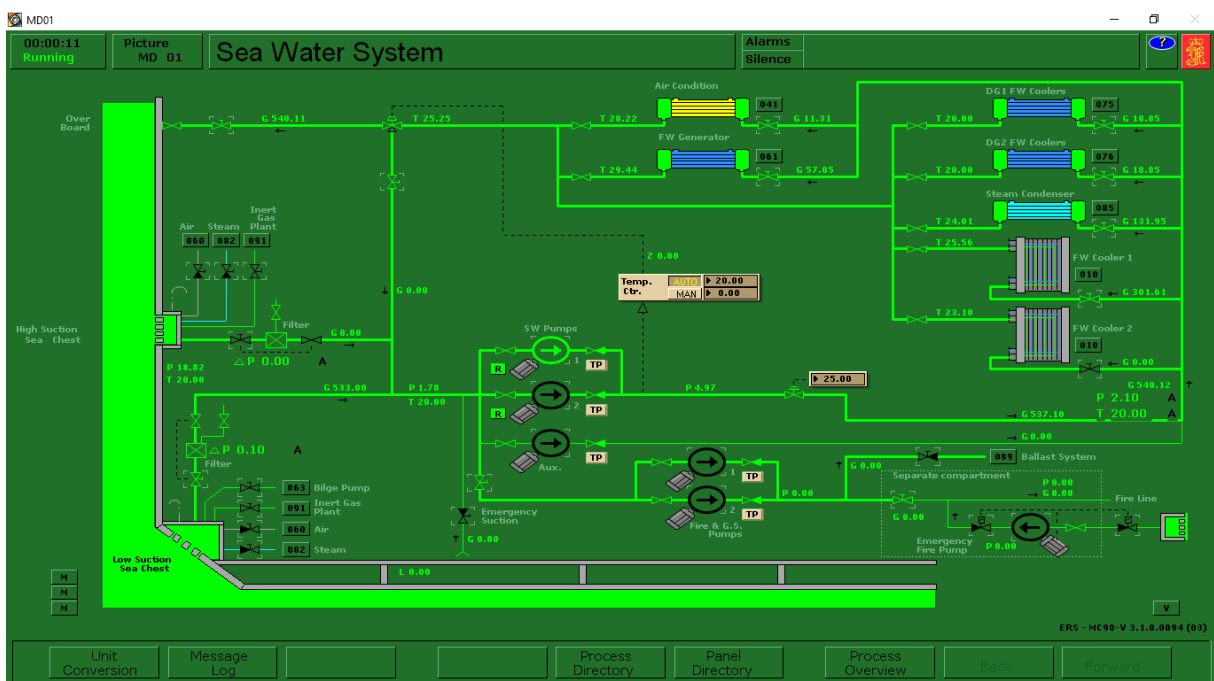 MD01
00:00:11
Running
Picture
MD 01
Sea Water System
Alarms
Silence
?
Over
Board
G 540.11
T 25.25
Air Condition
041
T 28.22
G 11.31
FW Generator
061
T 29.44
G 57.05
DG1 FW Coolers
075
T 20.00
G 18.85
DG2 FW Coolers
076
T 20.00
G 18.85
Steam Condenser
085
T 24.01
G 131.95
T 25.56
FW Cooler 1
010
G 301.61
T 23.10
FW Cooler 2
010
G 0.00
G 540.12
P 2.10 A
T 20.00 A
Inert
Gas
Plant
Air
Steam
060
082
091
Z 0.00
Temp.
Ctr.
AUTO
20.00
MAN
0.00
G 0.00
High Suction
Sea Chest
Filter
G 0.00
△P 0.00 A
P 18.82
T 20.00
G 533.00
P 1.78
T 20.00
SW Pumps
1
TP
R
2
TP
R
Aux.
TP
P 4.97
25.00
G 537.10
G 0.00
△P 0.10 A
Filter
063 Bilge Pump
091 Inert Gas
Plant
060 Air
082 Steam
Emergency
Suction
G 0.00
1
TP
2
TP
Fire & G.S.
Pumps
P 0.00
G 0.00
089 Ballast System
Separate compartment
P 0.00
G 0.00
Fire Line
G 0.00
Emergency
Fire Pump
P 0.00
Low Suction
Sea Chest
L 0.00
M
M
M
V
ERS - MC90-V 3.1.0.0094 (03)
Unit
Conversion
Message
Log
Process
Directory
Panel
Directory
Process
Overview
Back
Forward